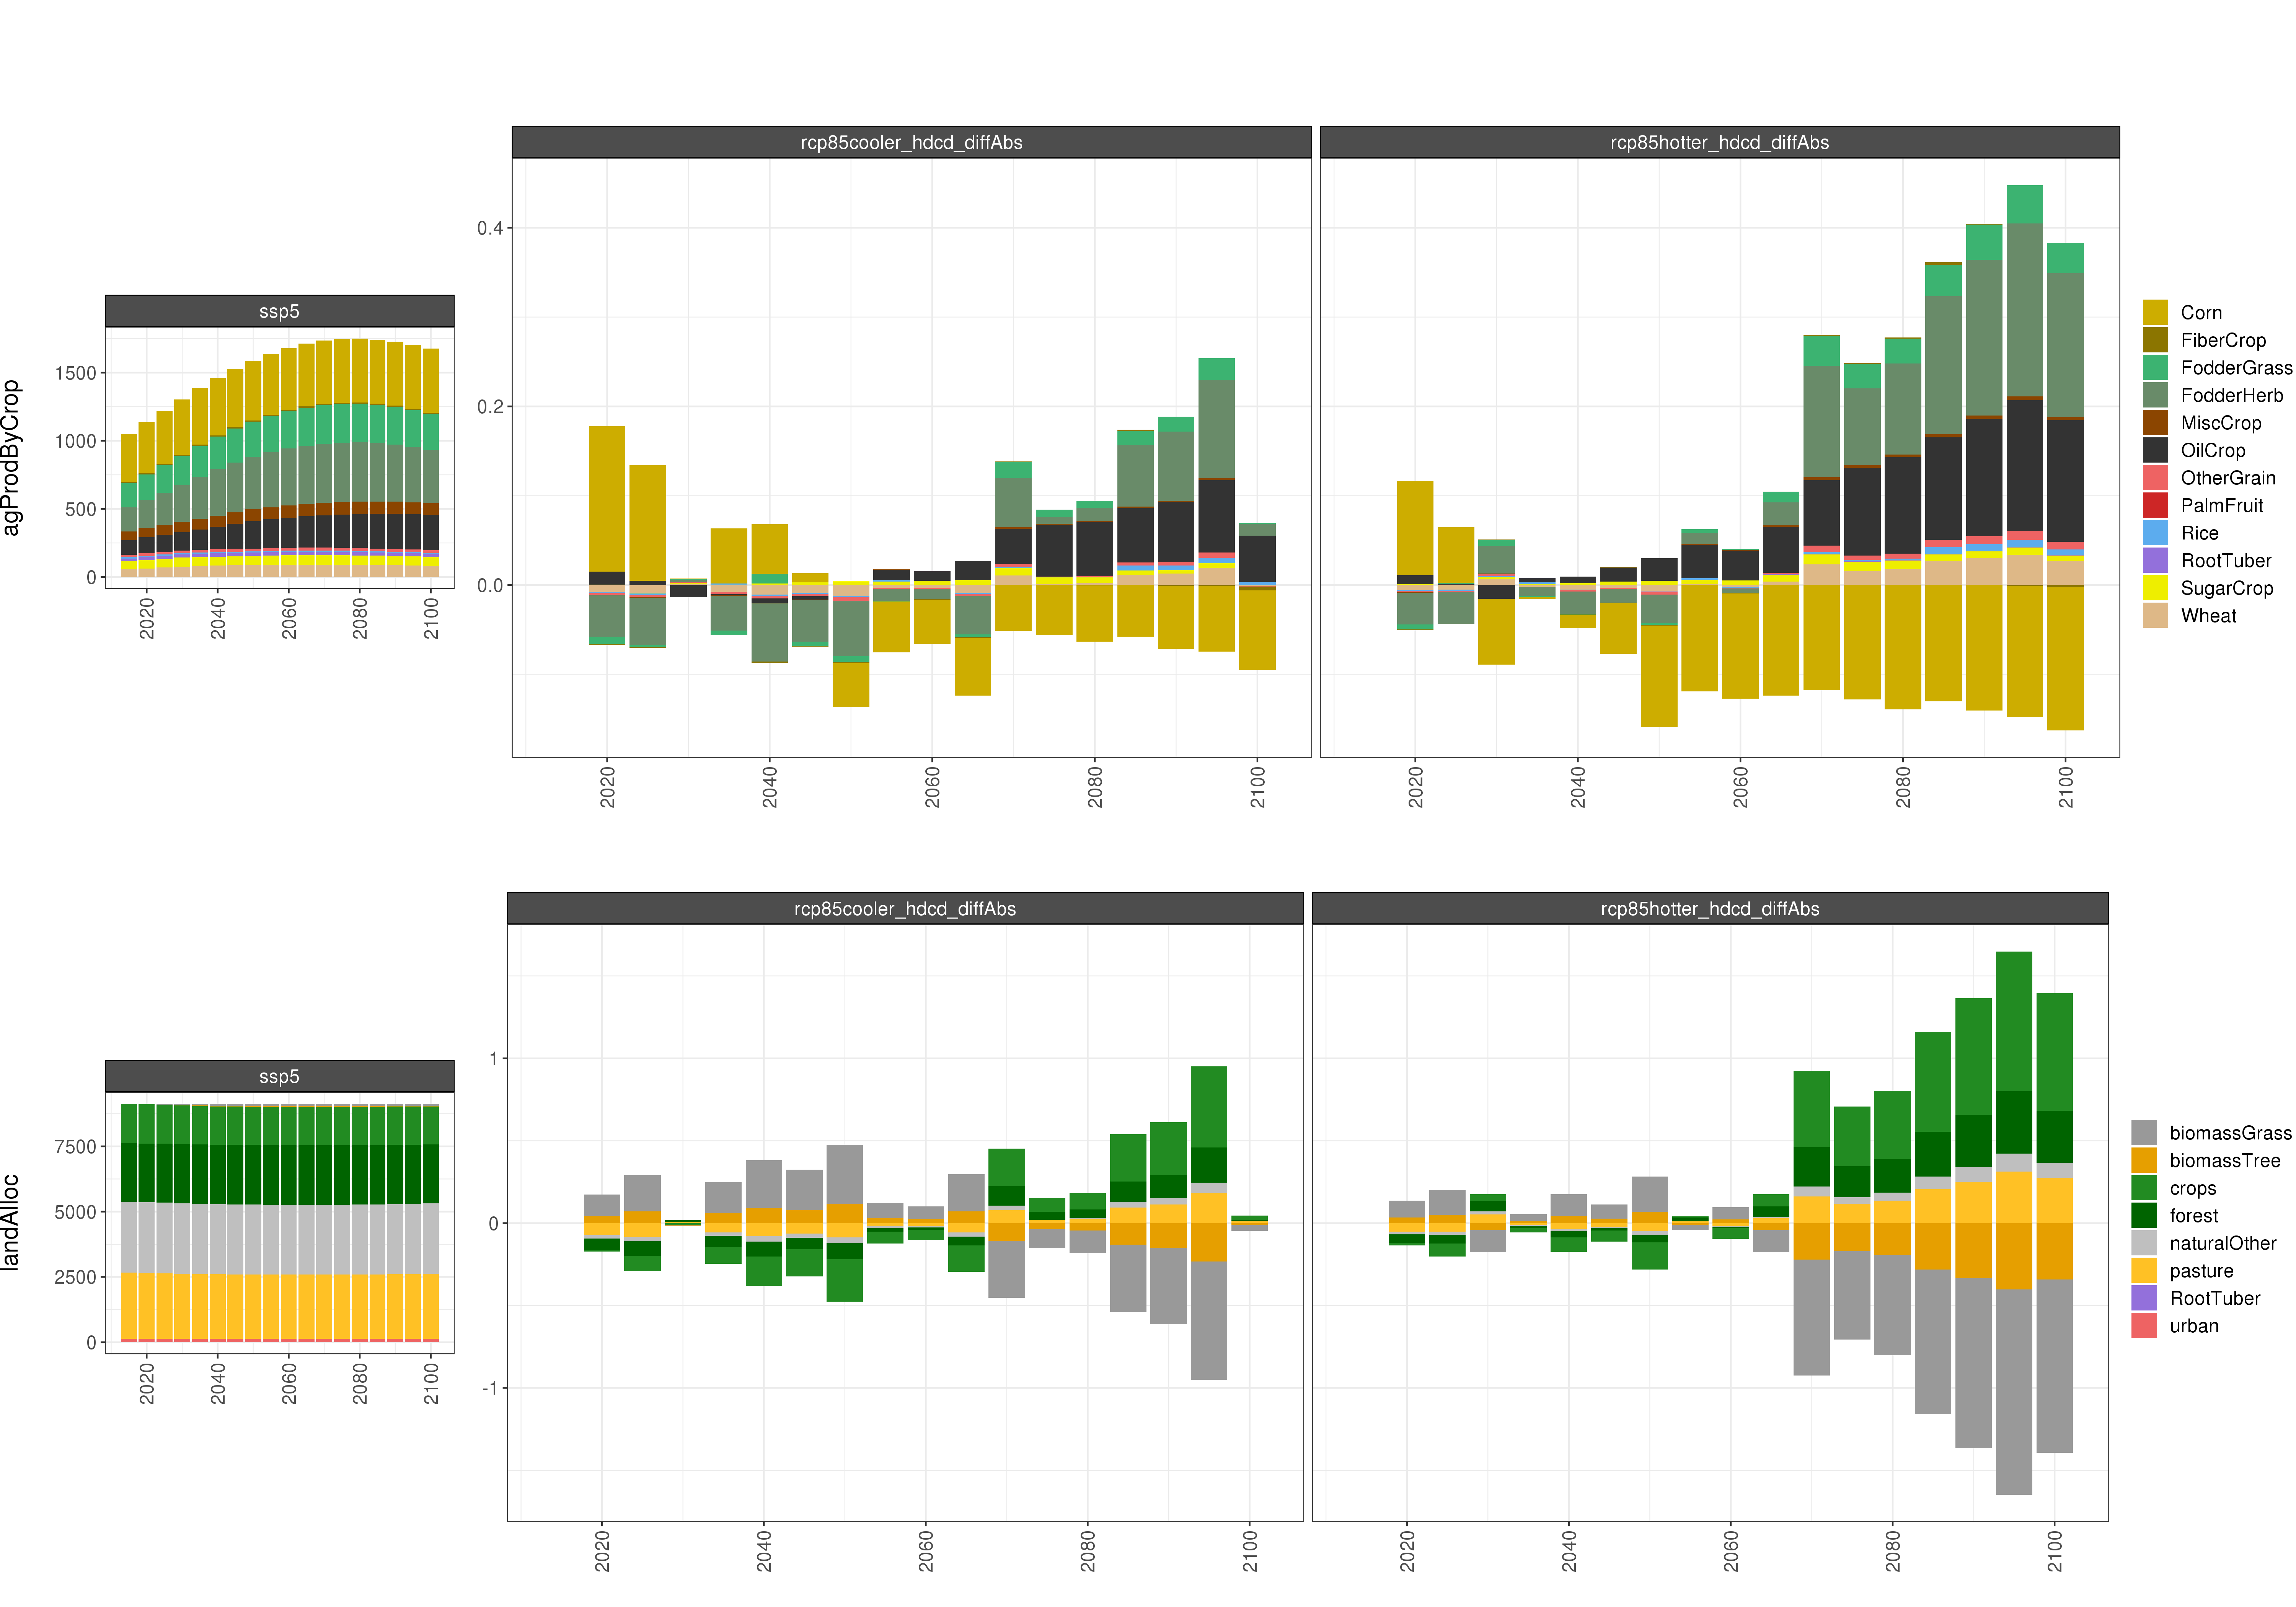 rcp85cooler_hdcd_diffAbs
rcp85hotter_hdcd_diffAbs
0.4
0.2
0.0
2020
2040
2060
2080
2100
2020
2040
2060
2080
2100
ssp5
agProdByCrop
1500
1000
500
0
2020
2040
2060
2080
2100
Corn
FiberCrop
FodderGrass
FodderHerb
MiscCrop
OilCrop
OtherGrain
PalmFruit
Rice
RootTuber
SugarCrop
Wheat
rcp85cooler_hdcd_diffAbs
rcp85hotter_hdcd_diffAbs
1
0
-1
2020
2040
2060
2080
2100
2020
2040
2060
2080
2100
ssp5
landAlloc
7500
5000
2500
0
2020
2040
2060
2080
2100
biomassGrass
biomassTree
crops
forest
naturalOther
pasture
RootTuber
urban